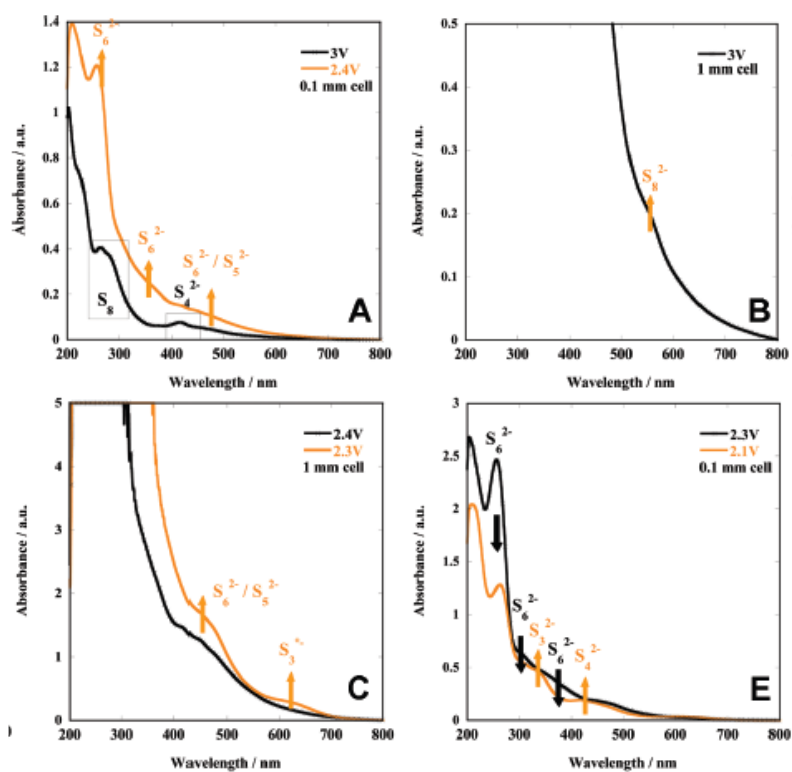 1.4
1.2
1
0.8
0.6
0.4
0.2
0
200 300 400 500 600 700 800
Absorbance / a.u.
Wavelength / nm
3V
2.4V
0.1 mm cell
S6 2-
S6 2-
S6 2- / S5 2-
S4 2-
S8
A
0.5
0.4
0.3
0.2
0.1
0
200 300 400 500 600 700 800
Absorbance / a.u.
Wavelength / nm
3V
1 mm cell
S8 2-
B
5
4
3
2
1
0
200 300 400 500 600 700 800
Absorbance / a.u.
Wavelength / nm
2.4V
2.3V
1 mm cell
S6 2- / S5 2-
S3 *-
C
3
2.5
2
1.5
1
0.5
0
200 300 400 500 600 700 800
Absorbance / a.u.
Wavelength / nm
2.3V
2.1V
0.1 mm cell
S6 2-
S6 2-
S3 2-
S6 2-
S4 2-
E